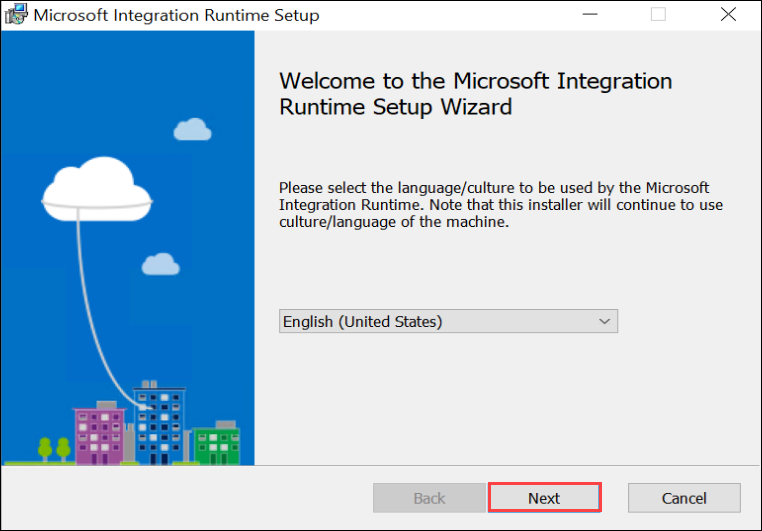 Microsoft Integration Runtime Setup
Welcome to the Microsoft Integration
Runtime Setup Wizard
Please select the language/culture to be used by the Microsoft
Integration Runtime. Note that this installer will continue to use
culture/language of the machine.
English (United States)
Back
Next
Cancel